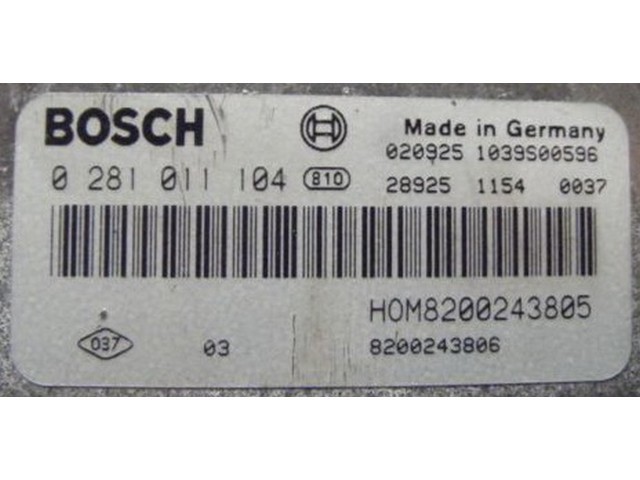 BOSCH
Made in Germany
020925 1039S00596
0 281 011 104 810
28925 1154 0037
HOM8200243805
037 03 8200243806